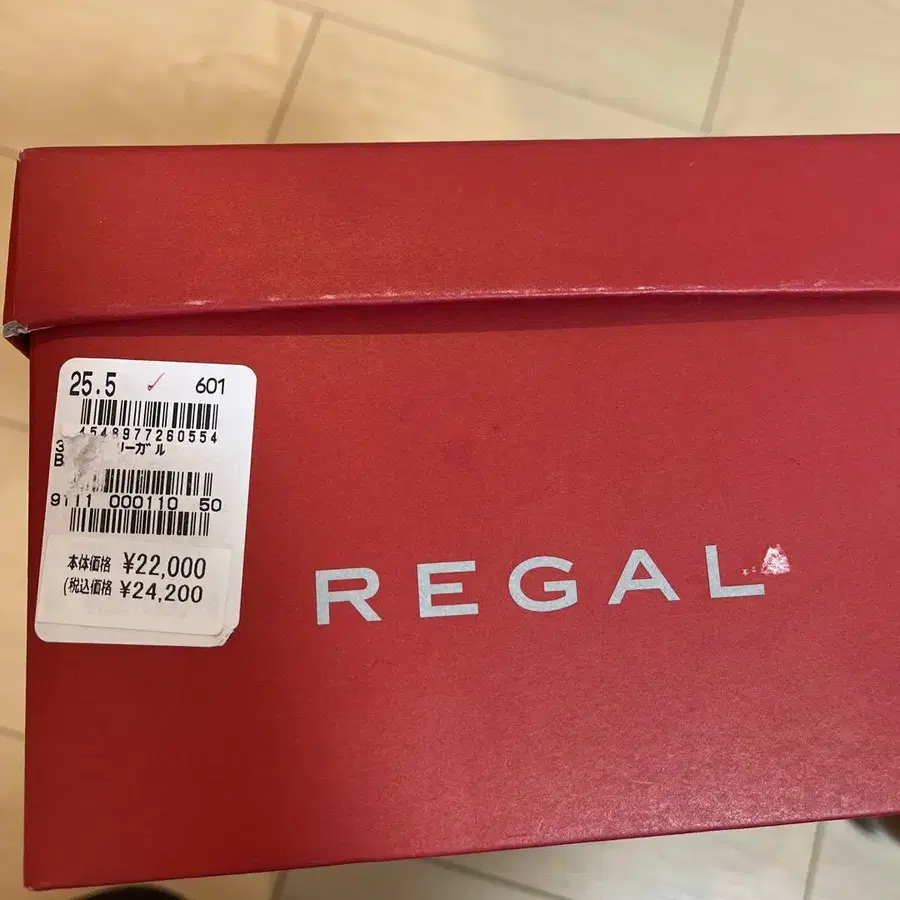 25.5 601
4548977260554
リーガル
B
9111 000110 50
本体価格 ¥22,000
(税込価格 ¥24,200
REGAL